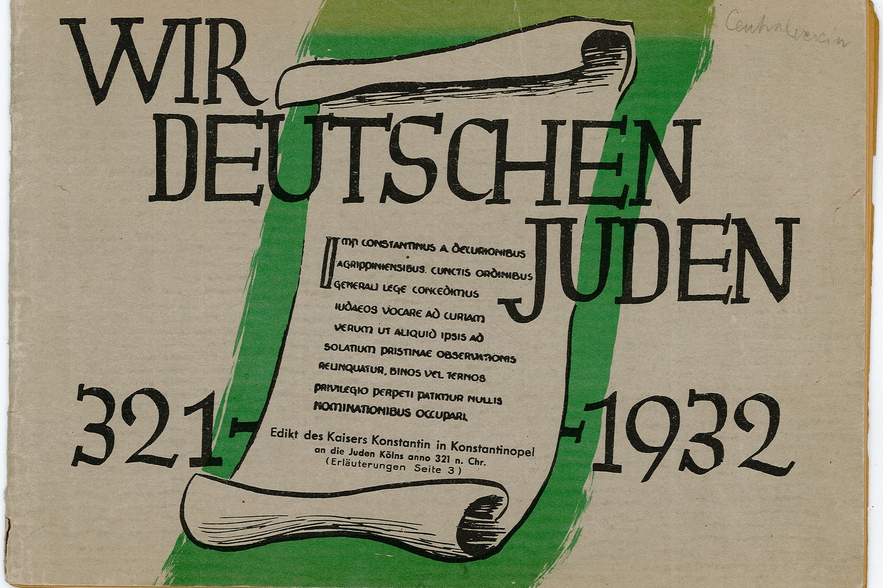 Centralverein
WIR
DEUTSCHEN
JUDEN
IMP. CONSTANTINUS A. DECURIONIBUS
AGRIPPINIENSIBUS. CUNCTIS ORDINIBUS
GENERALI LEGE CONCEDIMUS
IUDAEOS VOCARE AD CURIAM
VERUM UT ALIQUID IPSIS AD
SOLATIUM PRISTINAE OBSERVATIONIS
RELINQUATUR, BINOS VEL TERNOS
PRIVILEGIO PERPETI PATIMUR NULLIS
NOMINATIONIBUS OCCUPARI.
321-1932
Edikt des Kaisers Konstantin in Konstantinopel
an die Juden Kölns anno 321 n. Chr.
(Erläuterungen Seite 3)